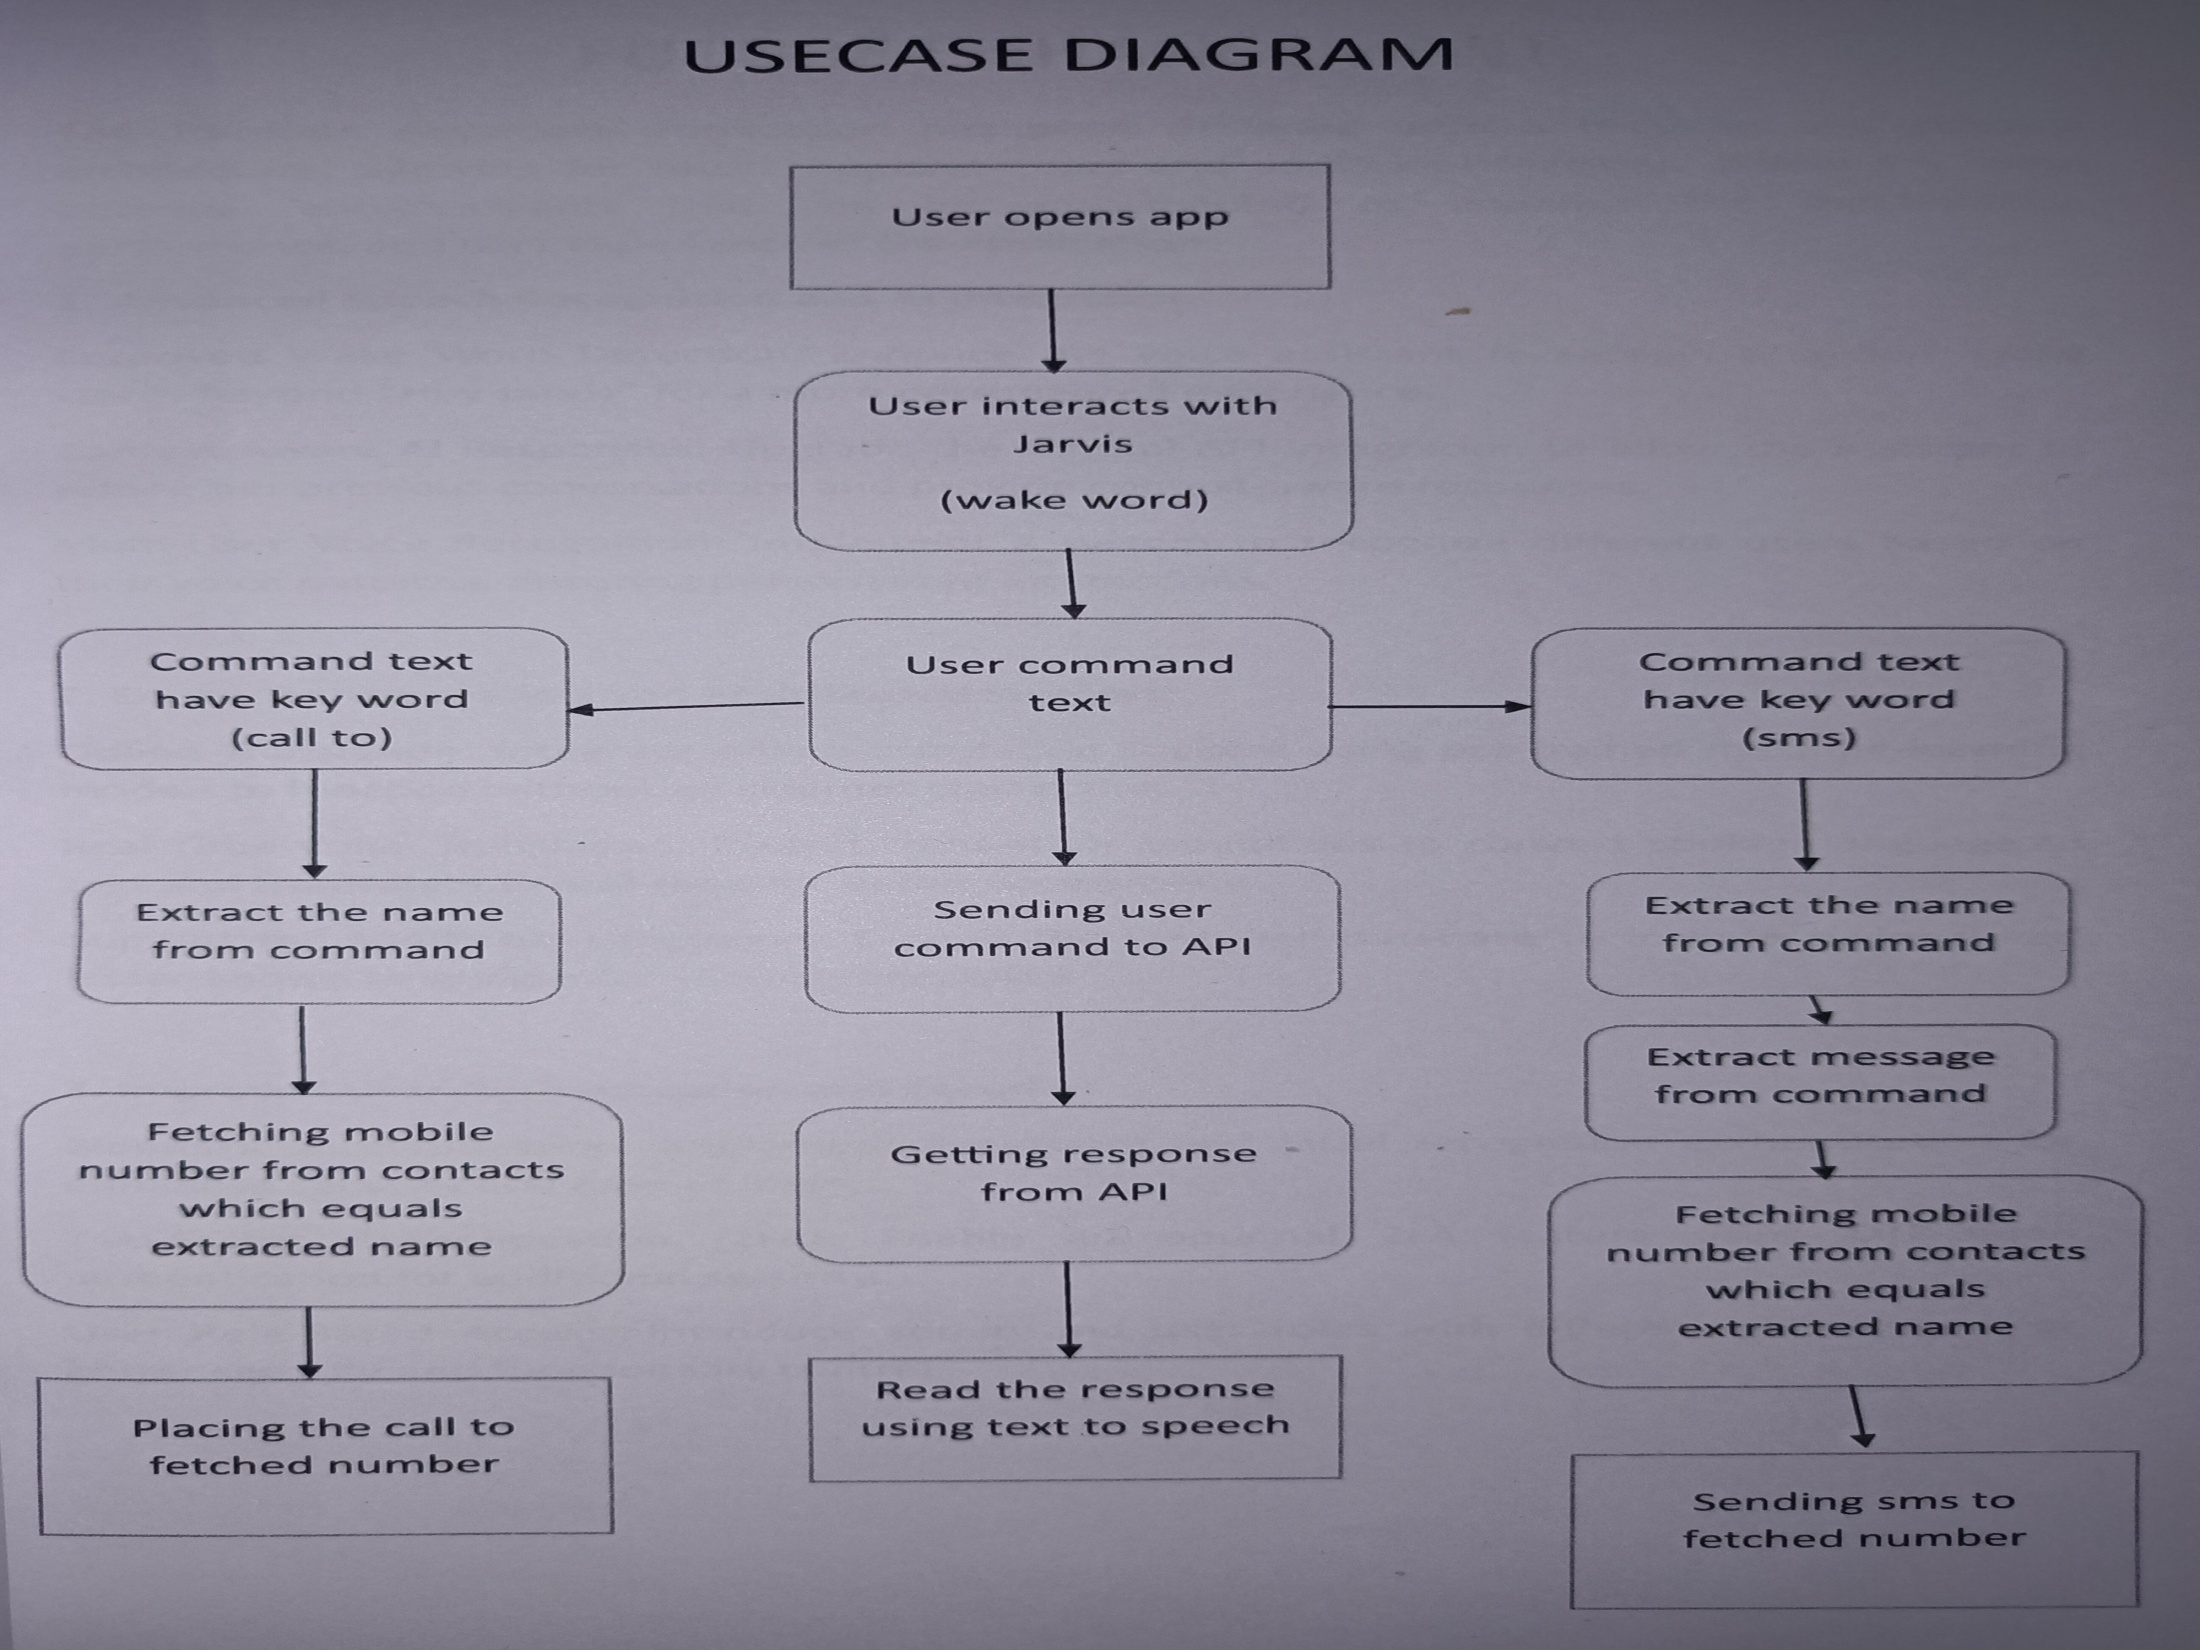 USECASE DIAGRAM
User opens app
User interacts with
Jarvis
(wake word)
User command
text
Command text
have key word
(call to)
Extract the name
from command
Fetching mobile
number from contacts
which equals
extracted name
Placing the call to
fetched number
Sending user
command to API
Getting response
from API
Read the response
using text to speech
Command text
have key word
(sms)
Extract the name
from command
Extract message
from command
Fetching mobile
number from contacts
which equals
extracted name
Sending sms to
fetched number